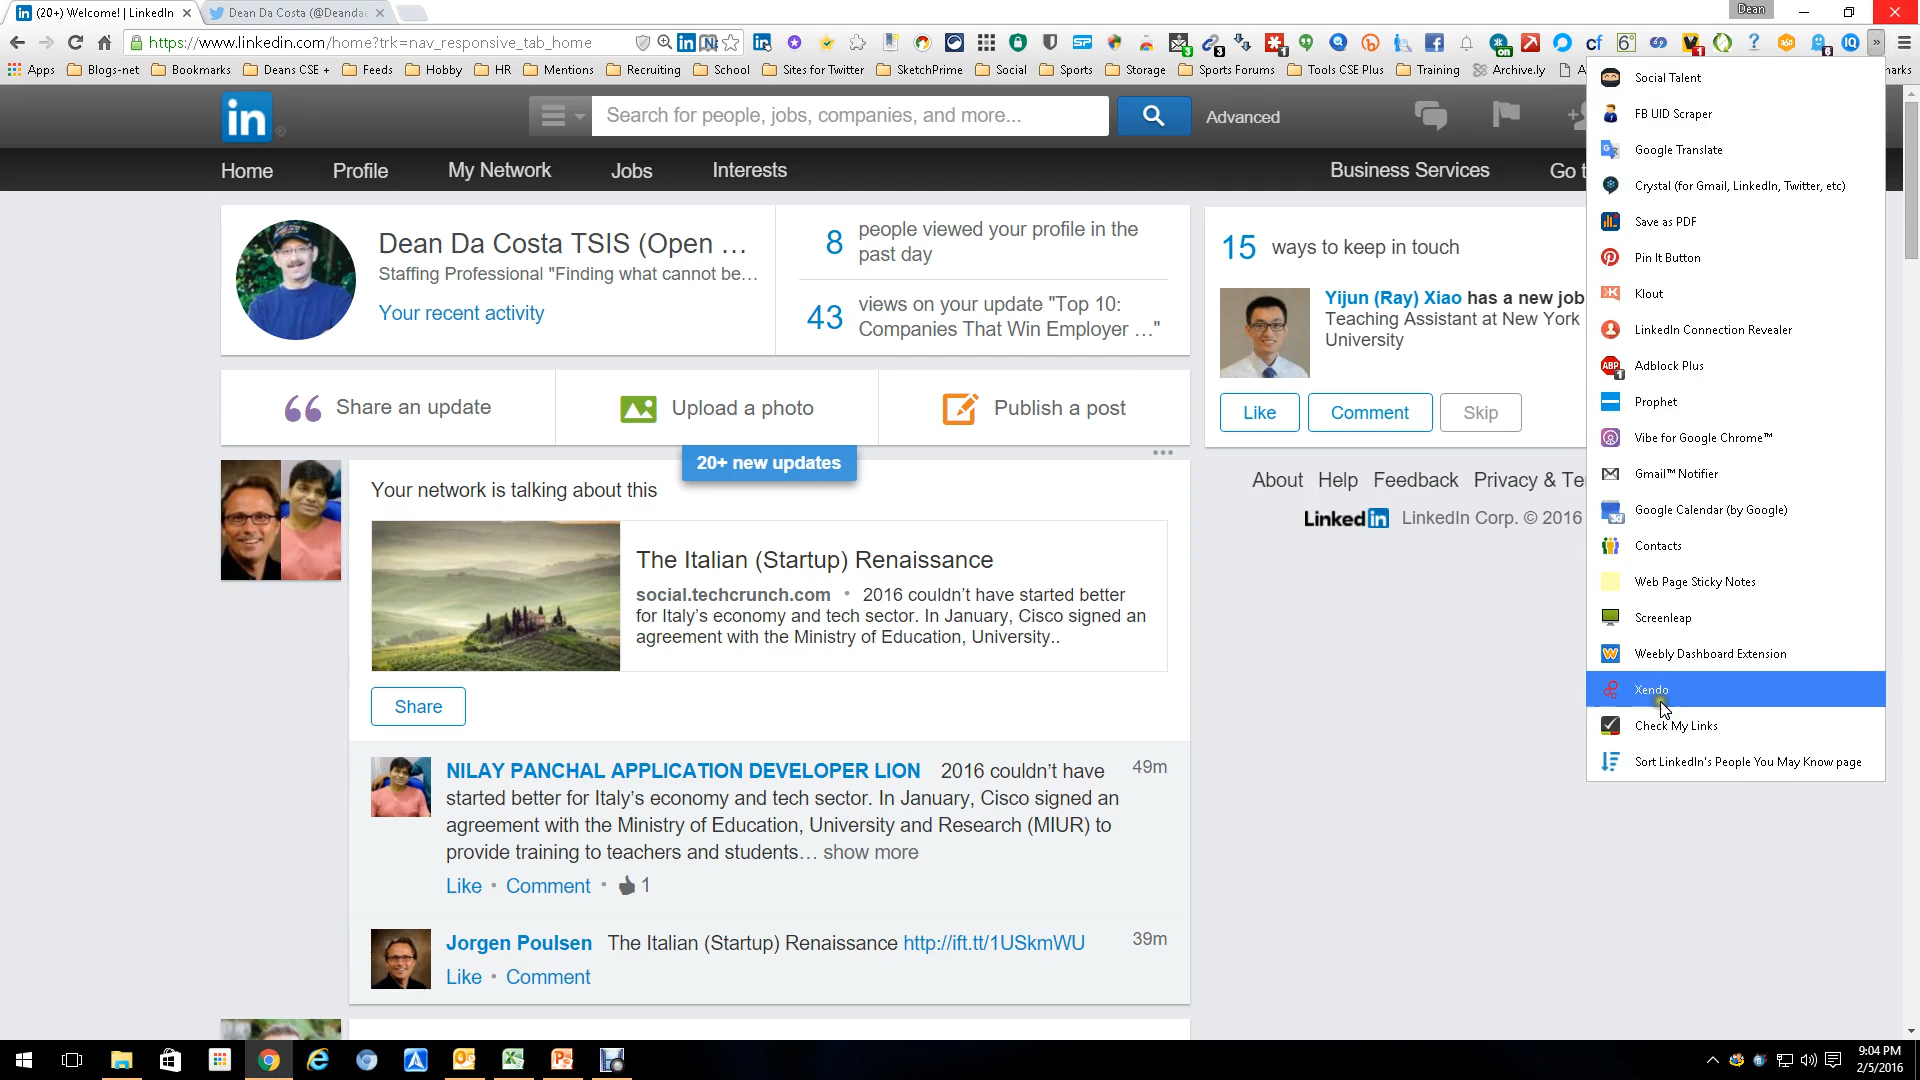 (20+) Welcome! | LinkedIn
Dean Da Costa (@Deanda
Dean
https://www.linkedin.com/home?trk=nav_responsive_tab_home
Apps Blogs-net Bookmarks Deans CSE + Feeds Hobby HR Mentions Recruiting School Sites for Twitter SketchPrime Social Sports Storage Sports Forums Tools CSE Plus Training Archive.ly
in
Search for people, jobs, companies, and more...
Advanced
Home Profile My Network Jobs Interests Business Services Go t
Dean Da Costa TSIS (Open ...
Staffing Professional "Finding what cannot be...
Your recent activity
8 people viewed your profile in the
past day
43 views on your update "Top 10:
Companies That Win Employer ..."
15 ways to keep in touch
Yijun (Ray) Xiao has a new job
Teaching Assistant at New York
University
Like Comment Skip
Share an update Upload a photo Publish a post
20+ new updates
About Help Feedback Privacy & Te
Linked in LinkedIn Corp. © 2016
Your network is talking about this
The Italian (Startup) Renaissance
social.techcrunch.com • 2016 couldn't have started better
for Italy's economy and tech sector. In January, Cisco signed an
agreement with the Ministry of Education, University..
Share
NILAY PANCHAL APPLICATION DEVELOPER LION 2016 couldn't have 49m
started better for Italy's economy and tech sector. In January, Cisco signed an
agreement with the Ministry of Education, University and Research (MIUR) to
provide training to teachers and students… show more
Like • Comment • 1
Jorgen Poulsen The Italian (Startup) Renaissance http://ift.tt/1USkmWU 39m
Like • Comment
Social Talent
FB UID Scraper
Google Translate
Crystal (for Gmail, LinkedIn, Twitter, etc)
Save as PDF
Pin It Button
Klout
LinkedIn Connection Revealer
Adblock Plus
Prophet
Vibe for Google Chrome™
Gmail™ Notifier
Google Calendar (by Google)
Contacts
Web Page Sticky Notes
Screenleap
Weebly Dashboard Extension
Xendo
Check My Links
Sort LinkedIn's People You May Know page
9:04 PM
2/5/2016